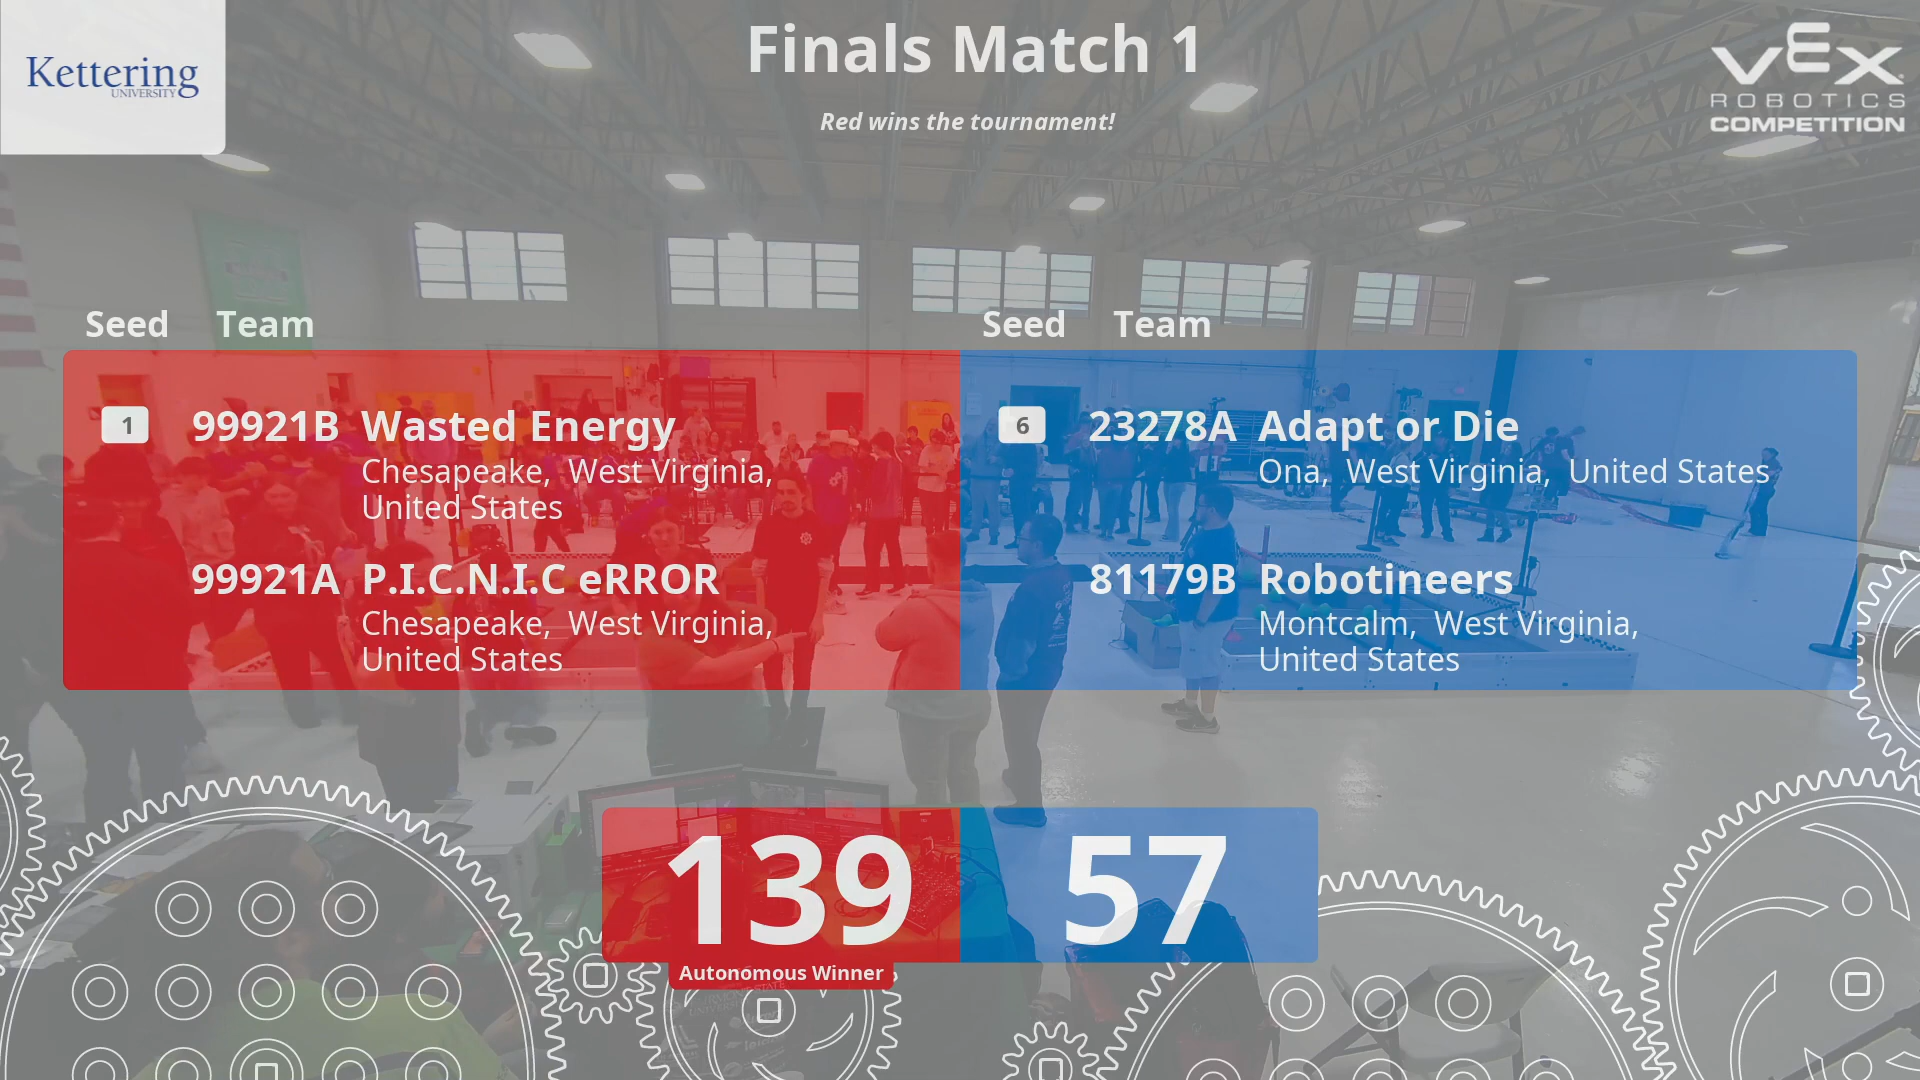 Kettering
UNIVERSITY
Finals Match 1
Red wins the tournament!
VEX
ROBOTICS
COMPETITION
Seed Team
Seed Team
1 99921B Wasted Energy
Chesapeake, West Virginia,
United States
99921A P.I.C.N.I.C eRROR
Chesapeake, West Virginia,
United States
6 23278A Adapt or Die
Ona, West Virginia, United States
81179B Robotineers
Montcalm, West Virginia,
United States
139
57
Autonomous Winner